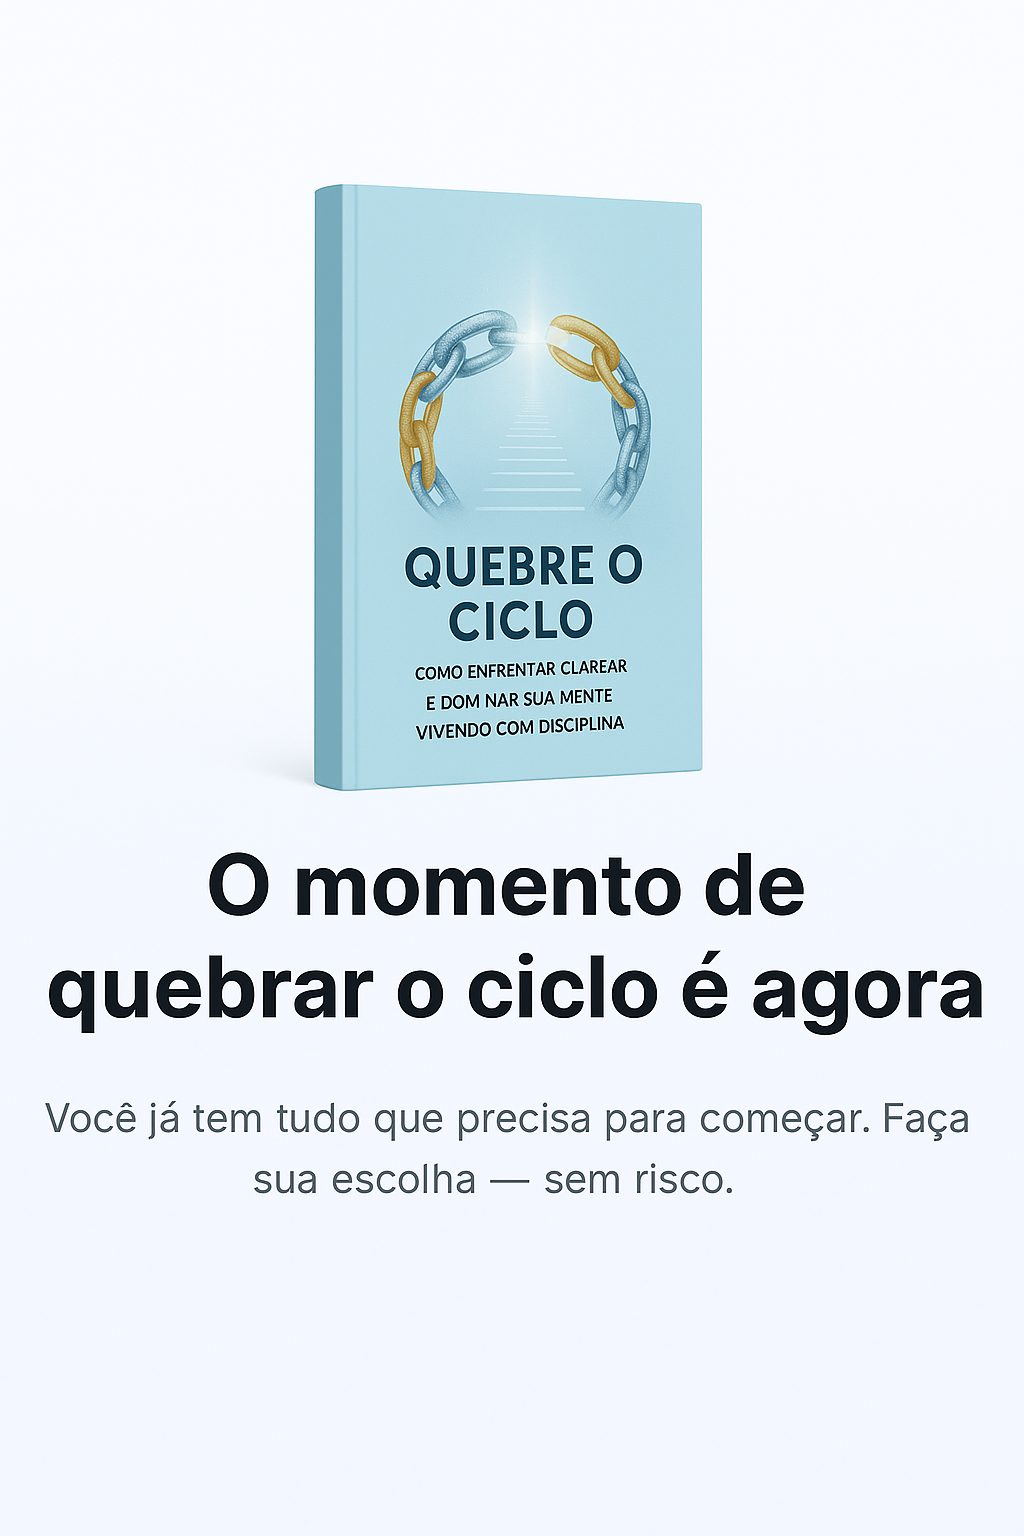 QUEBRE O
CICLO
COMO ENFRENTAR CLAREAR
E DOM NAR SUA MENTE
VIVENDO COM DISCIPLINA
O momento de
quebrar o ciclo é agora
Você já tem tudo que precisa para começar. Faça
sua escolha — sem risco.